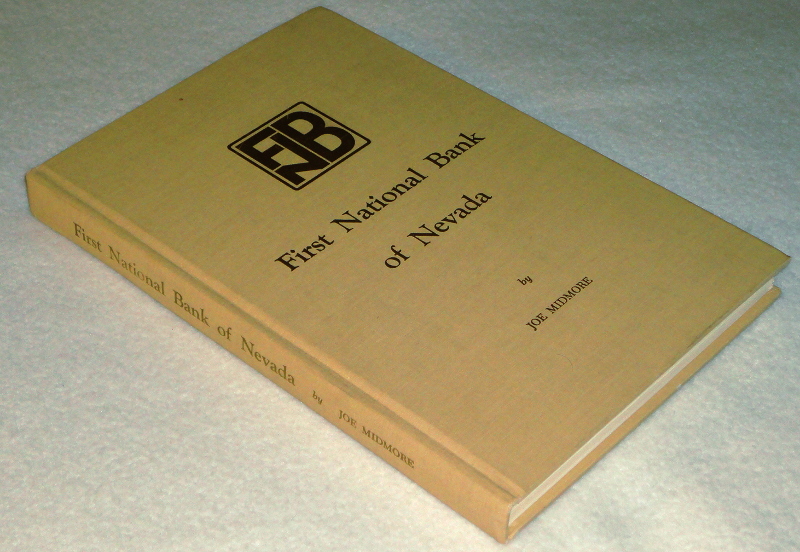 FNB
First National Bank
of Nevada
by
JOE MIDMORE
First National Bank of Nevada by JOE MIDMORE